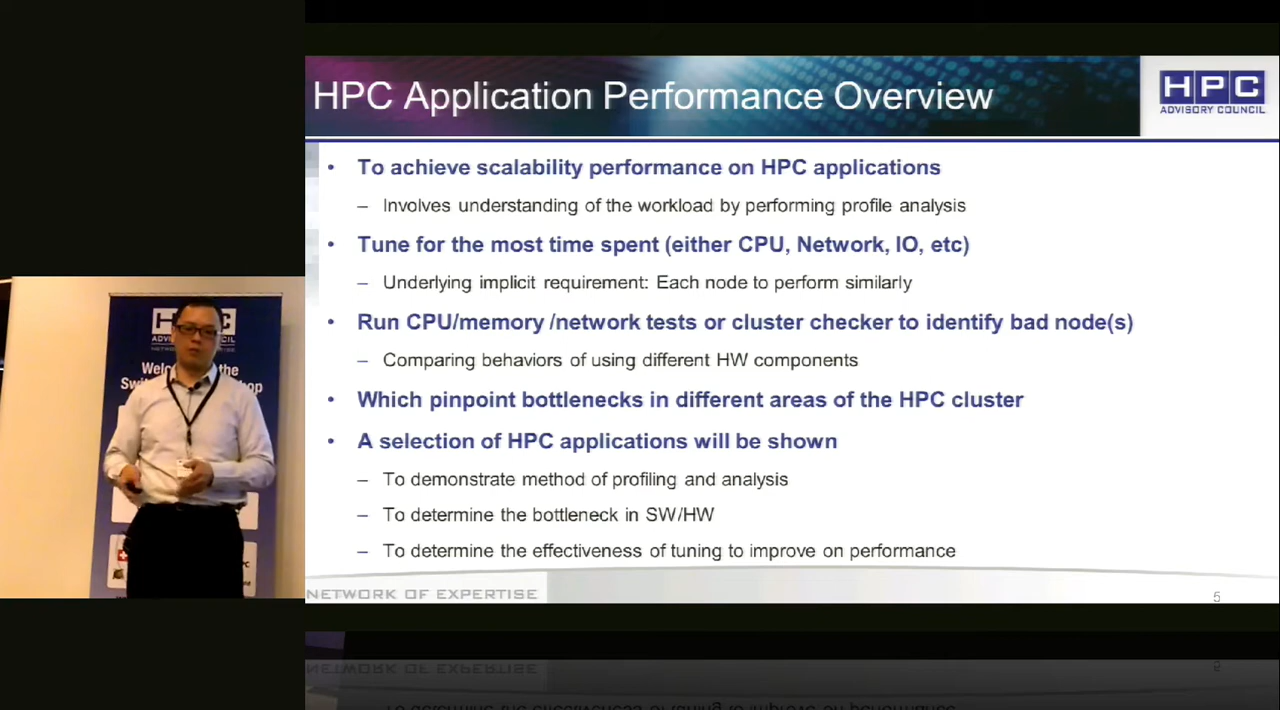 HPC Application Performance Overview
HPC
ADVISORY COUNCIL
• To achieve scalability performance on HPC applications
– Involves understanding of the workload by performing profile analysis
• Tune for the most time spent (either CPU, Network, IO, etc)
– Underlying implicit requirement: Each node to perform similarly
• Run CPU/memory /network tests or cluster checker to identify bad node(s)
– Comparing behaviors of using different HW components
• Which pinpoint bottlenecks in different areas of the HPC cluster
• A selection of HPC applications will be shown
– To demonstrate method of profiling and analysis
– To determine the bottleneck in SW/HW
– To determine the effectiveness of tuning to improve on performance
NETWORK OF EXPERTISE
5